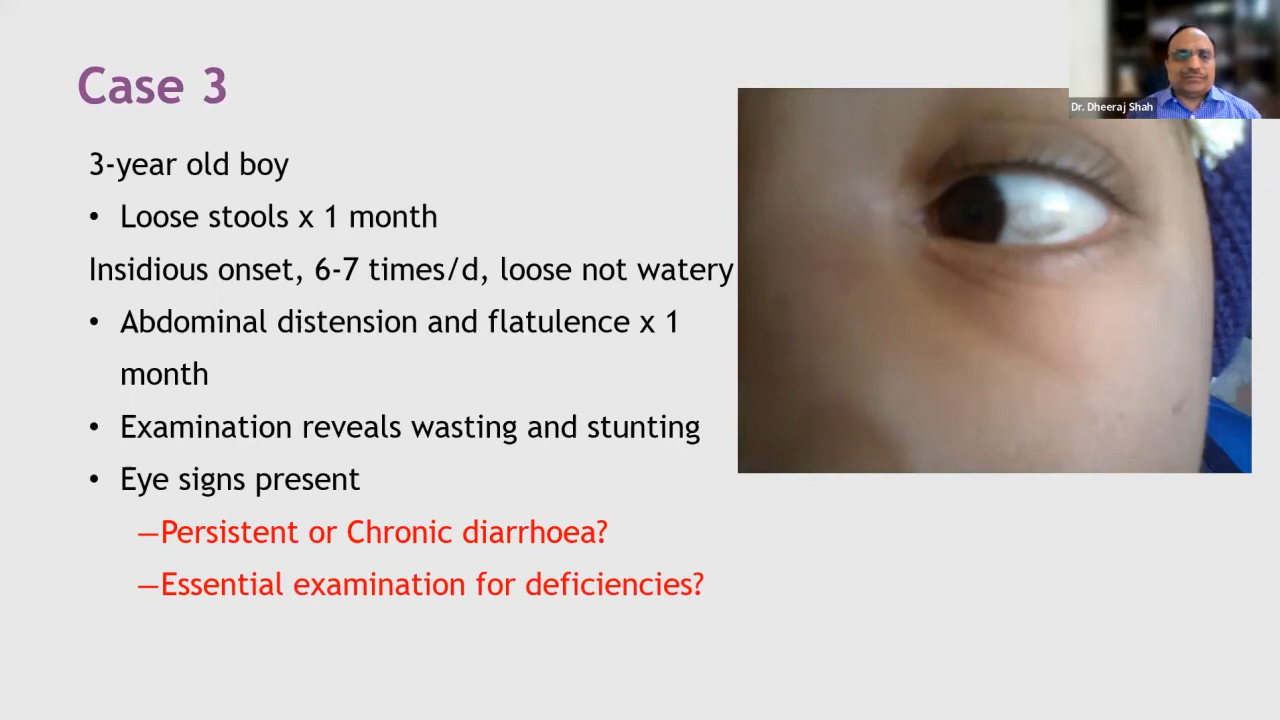 Case 3
Dr. Dheeraj Shah
3-year old boy
• Loose stools x 1 month
Insidious onset, 6-7 times/d, loose not watery
• Abdominal distension and flatulence x 1
month
• Examination reveals wasting and stunting
• Eye signs present
—Persistent or Chronic diarrhoea?
—Essential examination for deficiencies?